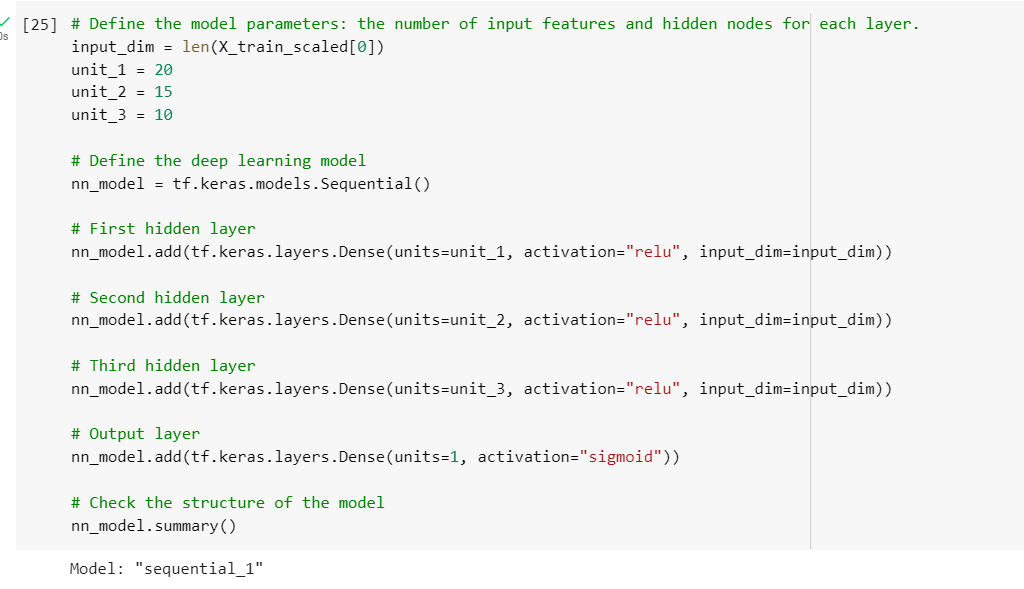 [25] # Define the model parameters: the number of input features and hidden nodes for each layer.
0s
input_dim = len(X_train_scaled[0])
unit_1 = 20
unit_2 = 15
unit_3 = 10
# Define the deep learning model
nn_model = tf.keras.models.Sequential()
# First hidden layer
nn_model.add(tf.keras.layers.Dense(units=unit_1, activation="relu", input_dim=input_dim))
# Second hidden layer
nn_model.add(tf.keras.layers.Dense(units=unit_2, activation="relu", input_dim=input_dim))
# Third hidden layer
nn_model.add(tf.keras.layers.Dense(units=unit_3, activation="relu", input_dim=input_dim))
# Output layer
nn_model.add(tf.keras.layers.Dense(units=1, activation="sigmoid"))
# Check the structure of the model
nn_model.summary()
Model: "sequential_1"